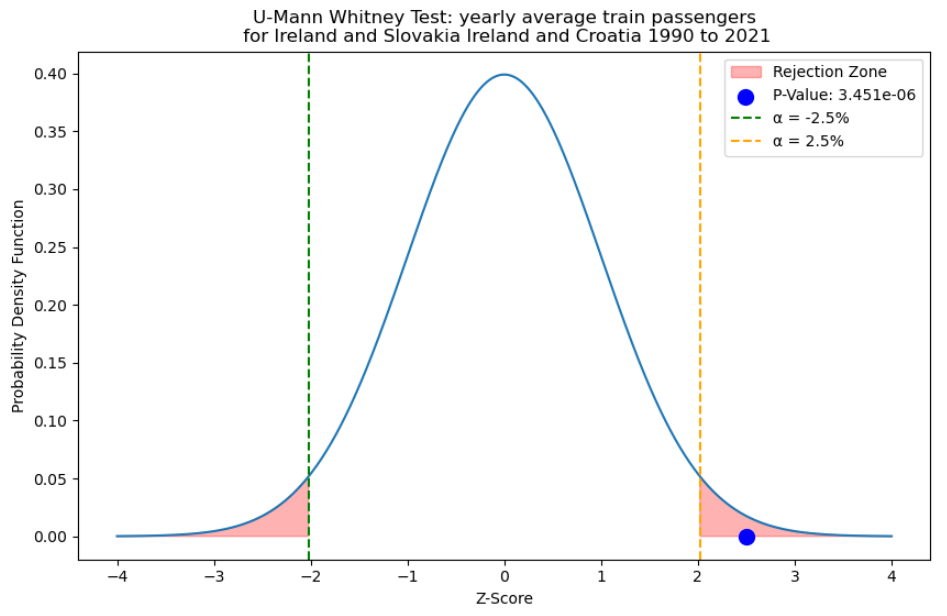 U-Mann Whitney Test: yearly average train passengers
for Ireland and Slovakia Ireland and Croatia 1990 to 2021
Rejection Zone
P-Value: 3.451e-06
α = -2.5%
α = 2.5%
Probability Density Function
0.40
0.35
0.30
0.25
0.20
0.15
0.10
0.05
0.00
−4
−3
−2
−1
0
1
2
3
4
Z-Score